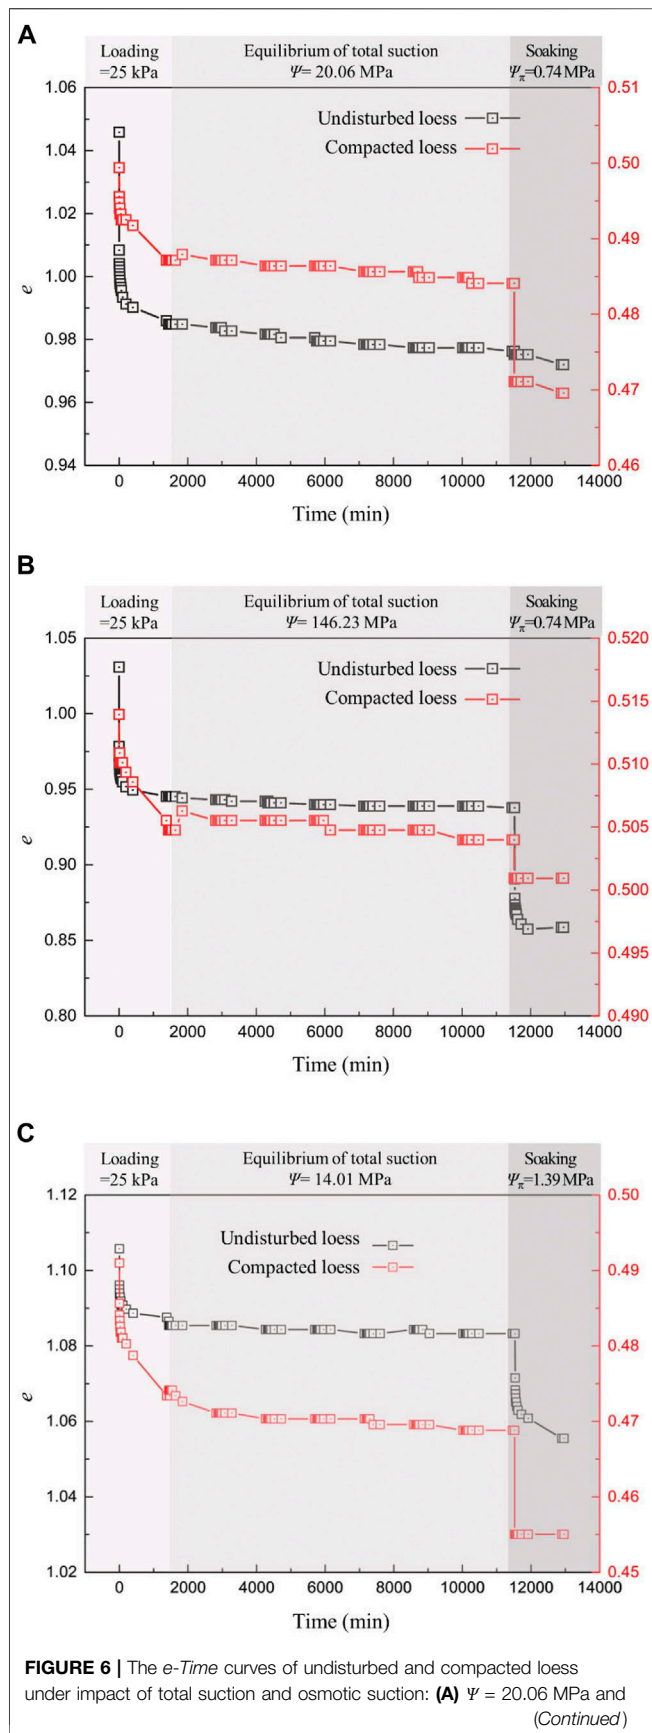 A
Loading
=25 kPa
Equilibrium of total suction
Ψ= 20.06 MPa
Soaking
Ψπ=0.74MPa
1.06
1.04
1.02
1.00
0.98
0.96
0.94
e
0.51
0.50
0.49
0.48
0.47
0.46
Undisturbed loess
Compacted loess
0 2000 4000 6000 8000 10000 12000 14000
Time (min)
B
Loading
=25 kPa
Equilibrium of total suction
Ψ= 146.23 MPa
Soaking
Ψπ=0.74MPa
1.05
1.00
0.95
0.90
0.85
0.80
e
0.520
0.515
0.510
0.505
0.500
0.495
0.490
Undisturbed loess
Compacted loess
0 2000 4000 6000 8000 10000 12000 14000
Time (min)
C
Loading
=25 kPa
Equilibrium of total suction
Ψ= 14.01 MPa
Soaking
Ψπ=1.39MPa
1.12
1.10
1.08
1.06
1.04
1.02
e
0.50
0.49
0.48
0.47
0.46
0.45
Undisturbed loess
Compacted loess
0 2000 4000 6000 8000 10000 12000 14000
Time (min)
FIGURE 6 | The e-Time curves of undisturbed and compacted loess
under impact of total suction and osmotic suction: (A) Ψ = 20.06 MPa and
(Continued)